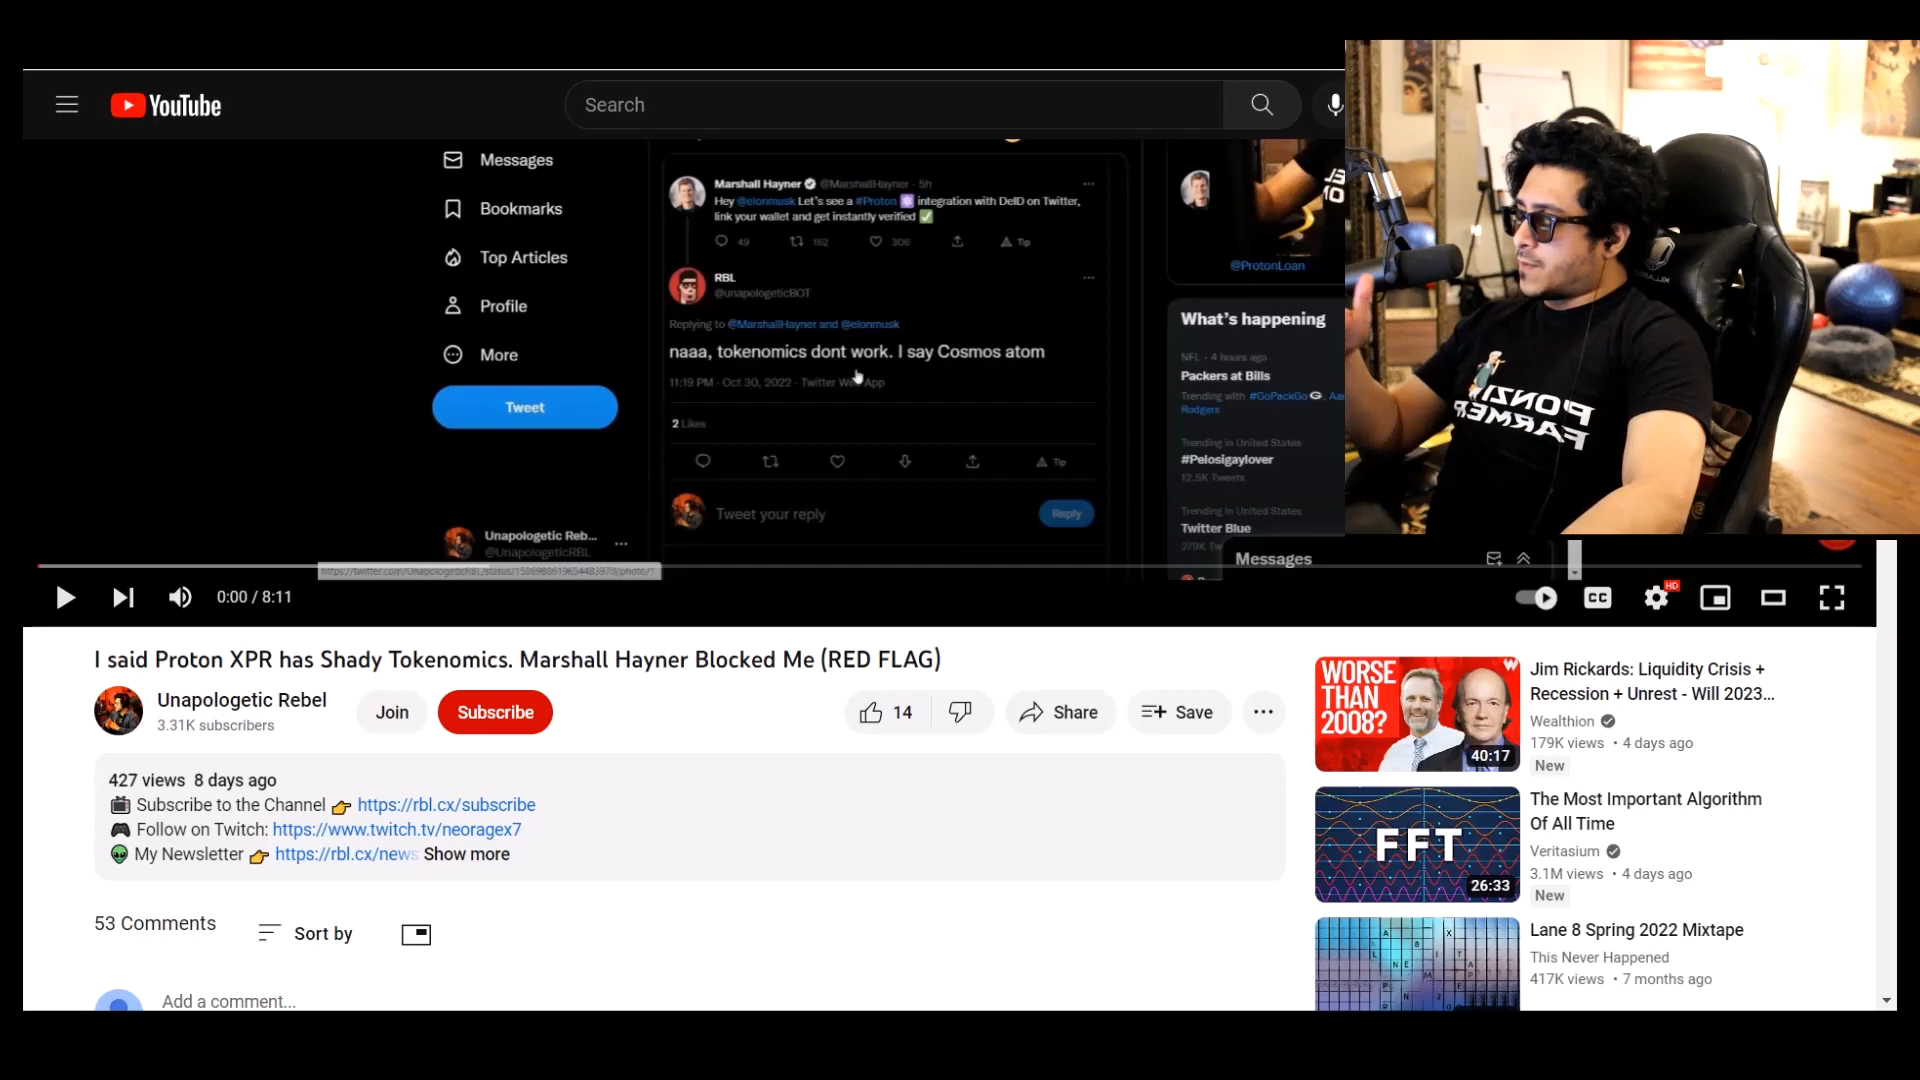 YouTube
Search
Messages
Bookmarks
Top Articles
Profile
More
Tweet
Unapologetic Reb...
@UnapologeticRBL
Marshall Hayner @MarshallHayner · 5h
Hey @elonmusk Let's see a #Proton integration with DeID on Twitter,
link your wallet and get instantly verified
49 162 306 Tip
RBL
@unapologeticBOT
Replying to @MarshallHayner and @elonmusk
naaa, tokenomics dont work. I say Cosmos atom
11:19 PM · Oct 30, 2022 · Twitter Web App
2 Likes
Tip
Tweet your reply
Reply
@ProtonLoan
What's happening
NFL · 4 hours ago
Packers at Bills
Trending with #GoPackGo
Rodgers
Trending in United States
#Pelosigaylover
12.5K Tweets
Trending in United States
Twitter Blue
279K Tw
Messages
PONZI
FARMER
0:00 / 8:11
CC
HD
I said Proton XPR has Shady Tokenomics. Marshall Hayner Blocked Me (RED FLAG)
Unapologetic Rebel
3.31K subscribers
Join
Subscribe
14
Share
Save
427 views 8 days ago
Subscribe to the Channel https://rbl.cx/subscribe
Follow on Twitch: https://www.twitch.tv/neoragex7
My Newsletter https://rbl.cx/news Show more
53 Comments
Sort by
Add a comment...
WORSE
THAN
2008?
40:17
Jim Rickards: Liquidity Crisis +
Recession + Unrest - Will 2023...
Wealthion
179K views • 4 days ago
New
FFT
26:33
The Most Important Algorithm
Of All Time
Veritasium
3.1M views • 4 days ago
New
Lane 8 Spring 2022 Mixtape
This Never Happened
417K views • 7 months ago